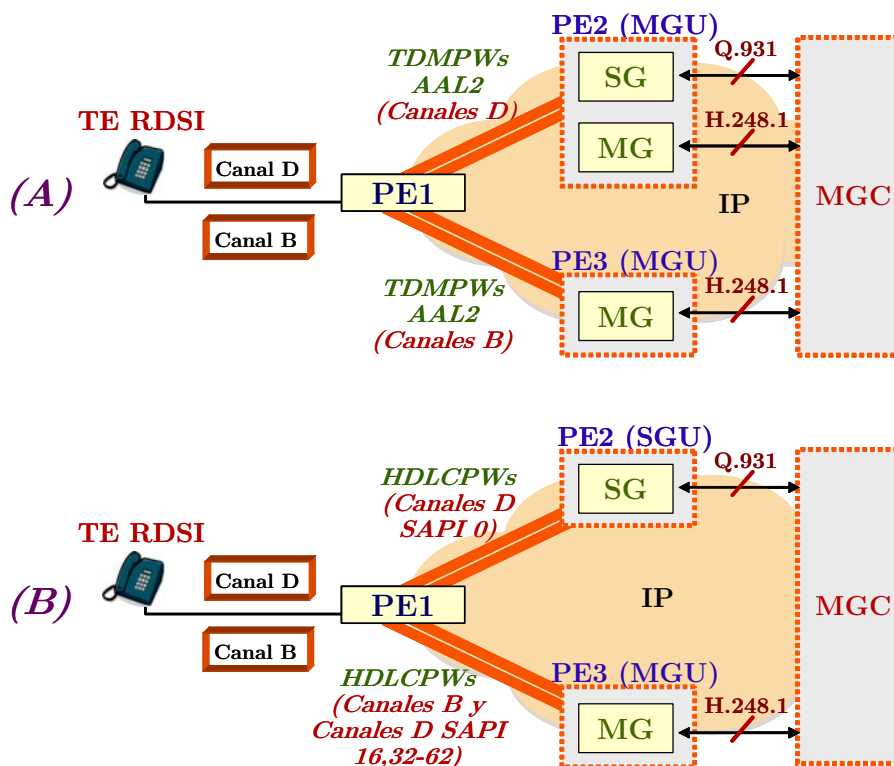 PE2 (MGU)
Q.931
TDMPWs
AAL2
(Canales D)
SG
TE RDSI
H.248.1
MG
Canal D
(A)
PE1
IP
MGC
Canal B
PE3 (MGU)
H.248.1
TDMPWs
AAL2
(Canales B)
MG
PE2 (SGU)
Q.931
HDLCPWs
(Canales D
SAPI 0)
SG
TE RDSI
Canal D
(B)
PE1
IP
MGC
Canal B
PE3 (MGU)
HDLCPWs
(Canales B y
Canales D SAPI
16,32-62)
H.248.1
MG